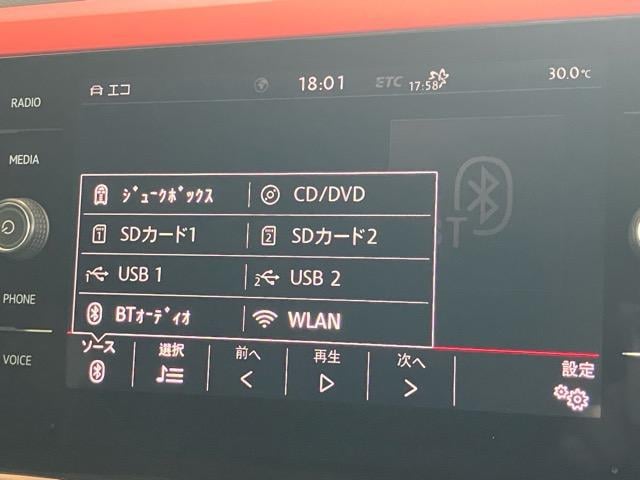 RADIO
MEDIA
PHONE
VOICE
エコ 18:01 ETC 17:58 30.0℃
ｼﾞｭｰｸﾎﾞｯｸｽ CD/DVD
SDカード1 SDカード2
1 USB 1 2 USB 2
BTｵｰﾃﾞｨｵ WLAN
BT
ソース 選択 前へ 再生 次へ 設定